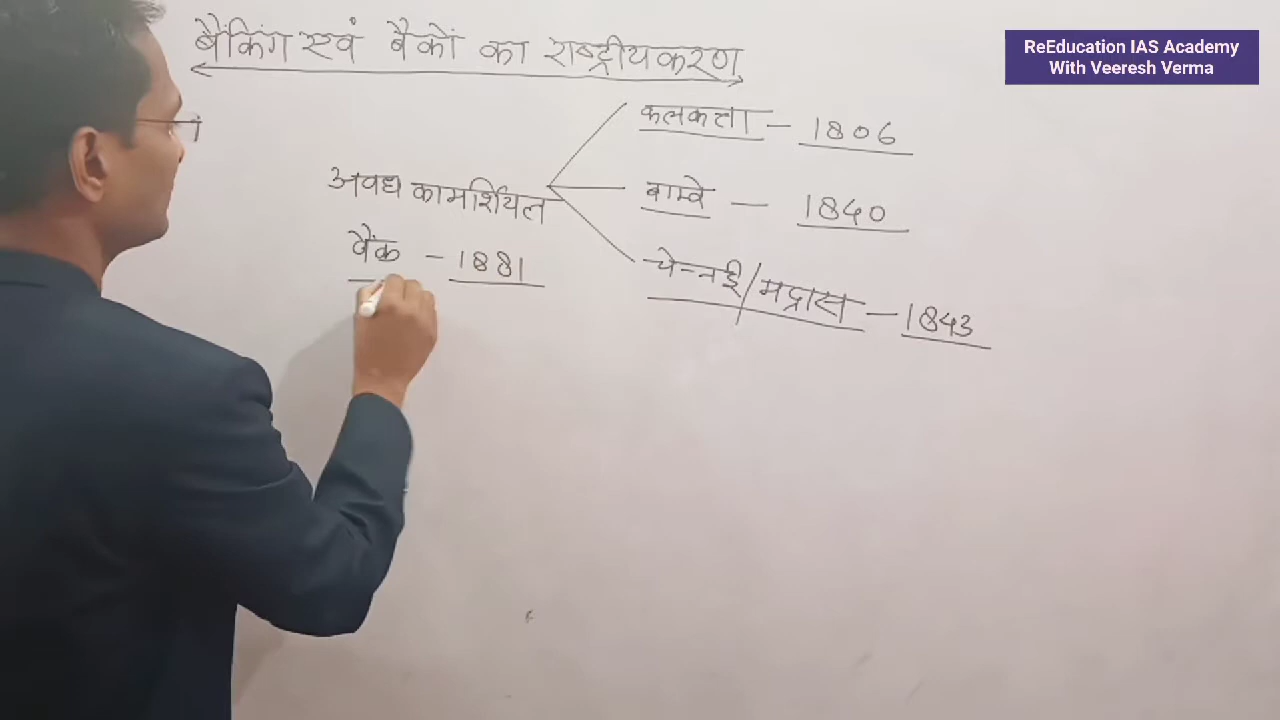 बैंकिंग एवं बैकों का राष्ट्रीयकरण
ReEducation IAS Academy
With Veeresh Verma
कलकत्ता – 1806
अवध कामर्शियल
बाम्बे – 1840
बैंक – 1881
चेन्नई/मद्रास – 1843